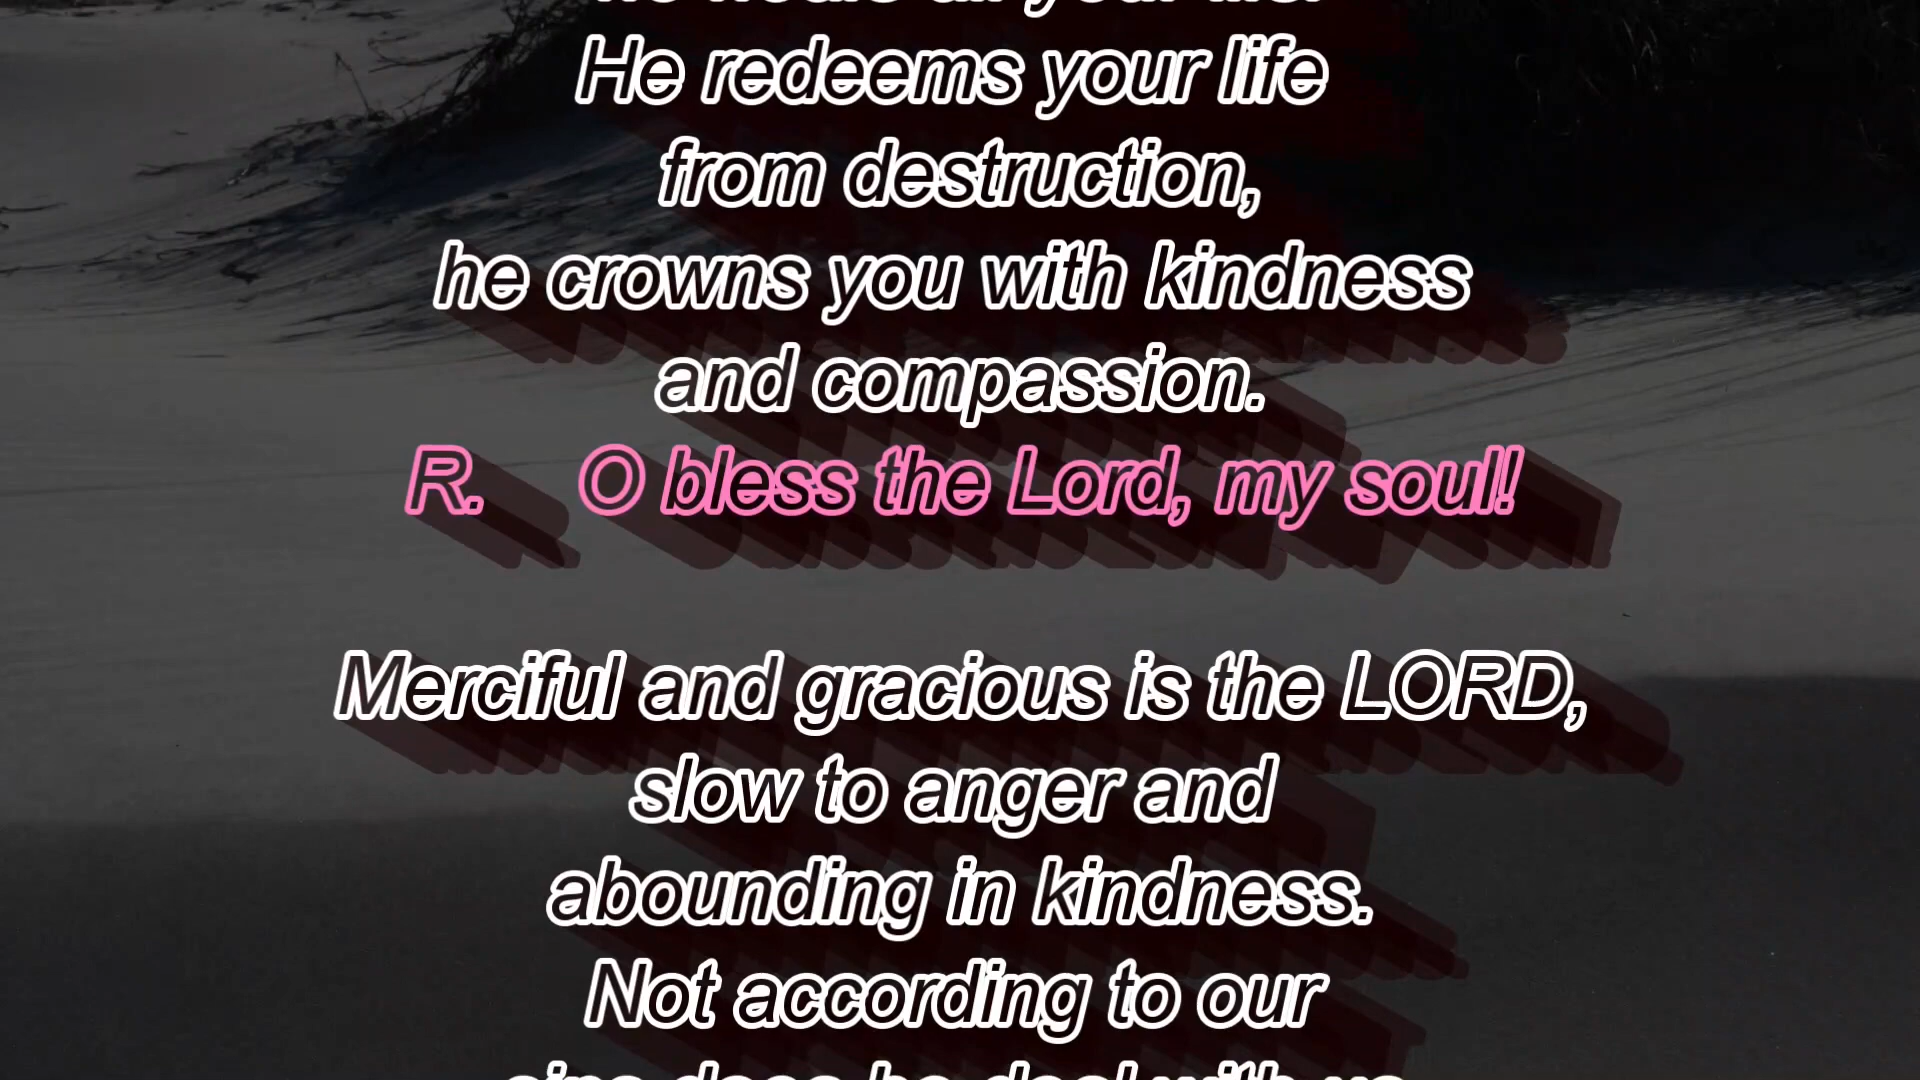 He redeems your life
from destruction,
he crowns you with kindness
and compassion.
R. O bless the Lord, my soul!
Merciful and gracious is the LORD,
slow to anger and
abounding in kindness.
Not according to our